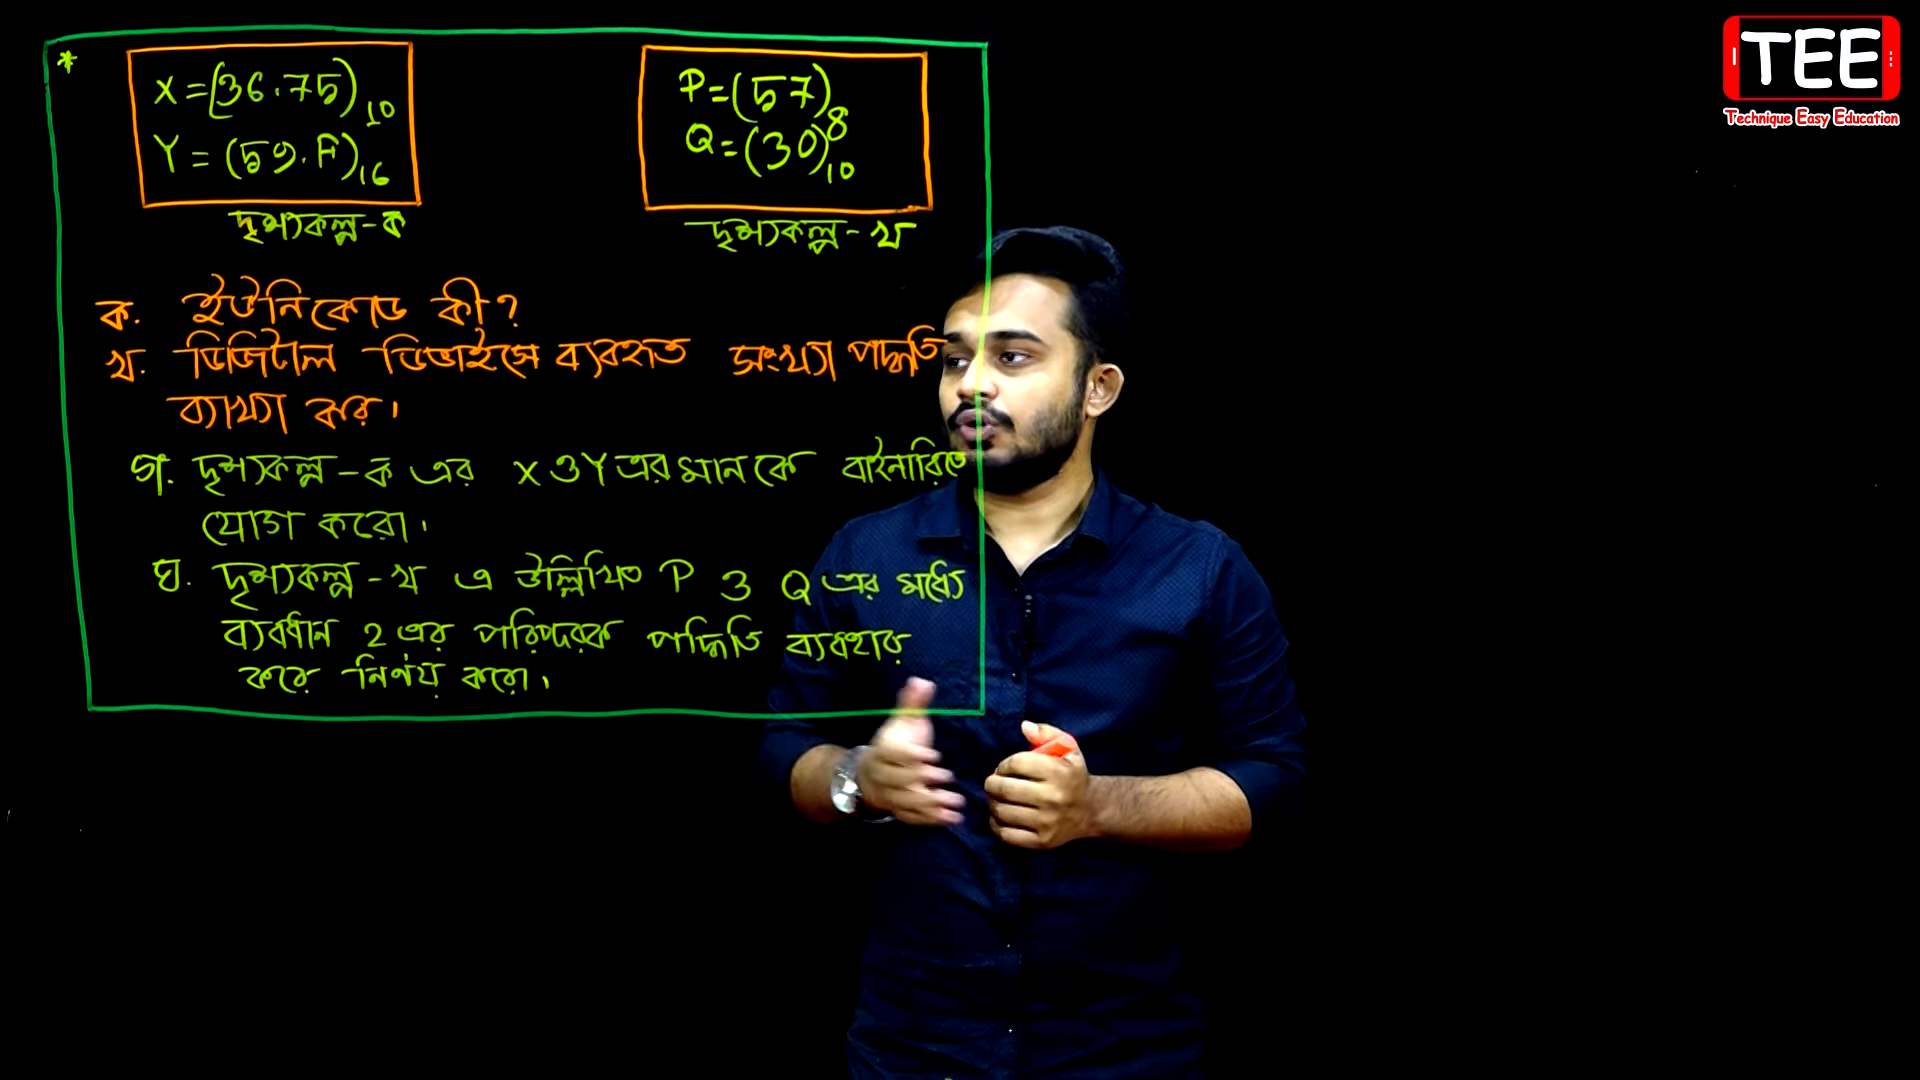 *
X=(36.75)10
Y=(59.F)16
দৃশ্যকল্প-ক
P=(57)8
Q=(30)10
দৃশ্যকল্প-খ
ক. ইউনিকোড কী?
খ. ডিজিটাল ডিভাইসে ব্যবহৃত সংখ্যা পদ্ধতি
ব্যাখ্যা কর।
গ. দৃশ্যকল্প-ক এর X ও Y এর মানকে বাইনারিতে
যোগ করো।
ঘ. দৃশ্যকল্প-খ এ উল্লিখিত P ও Q এর মধ্যে
ব্যবধান 2 এর পরিপূরক পদ্ধতি ব্যবহার
করে নির্ণয় করো।
TEE
Technique Easy Education